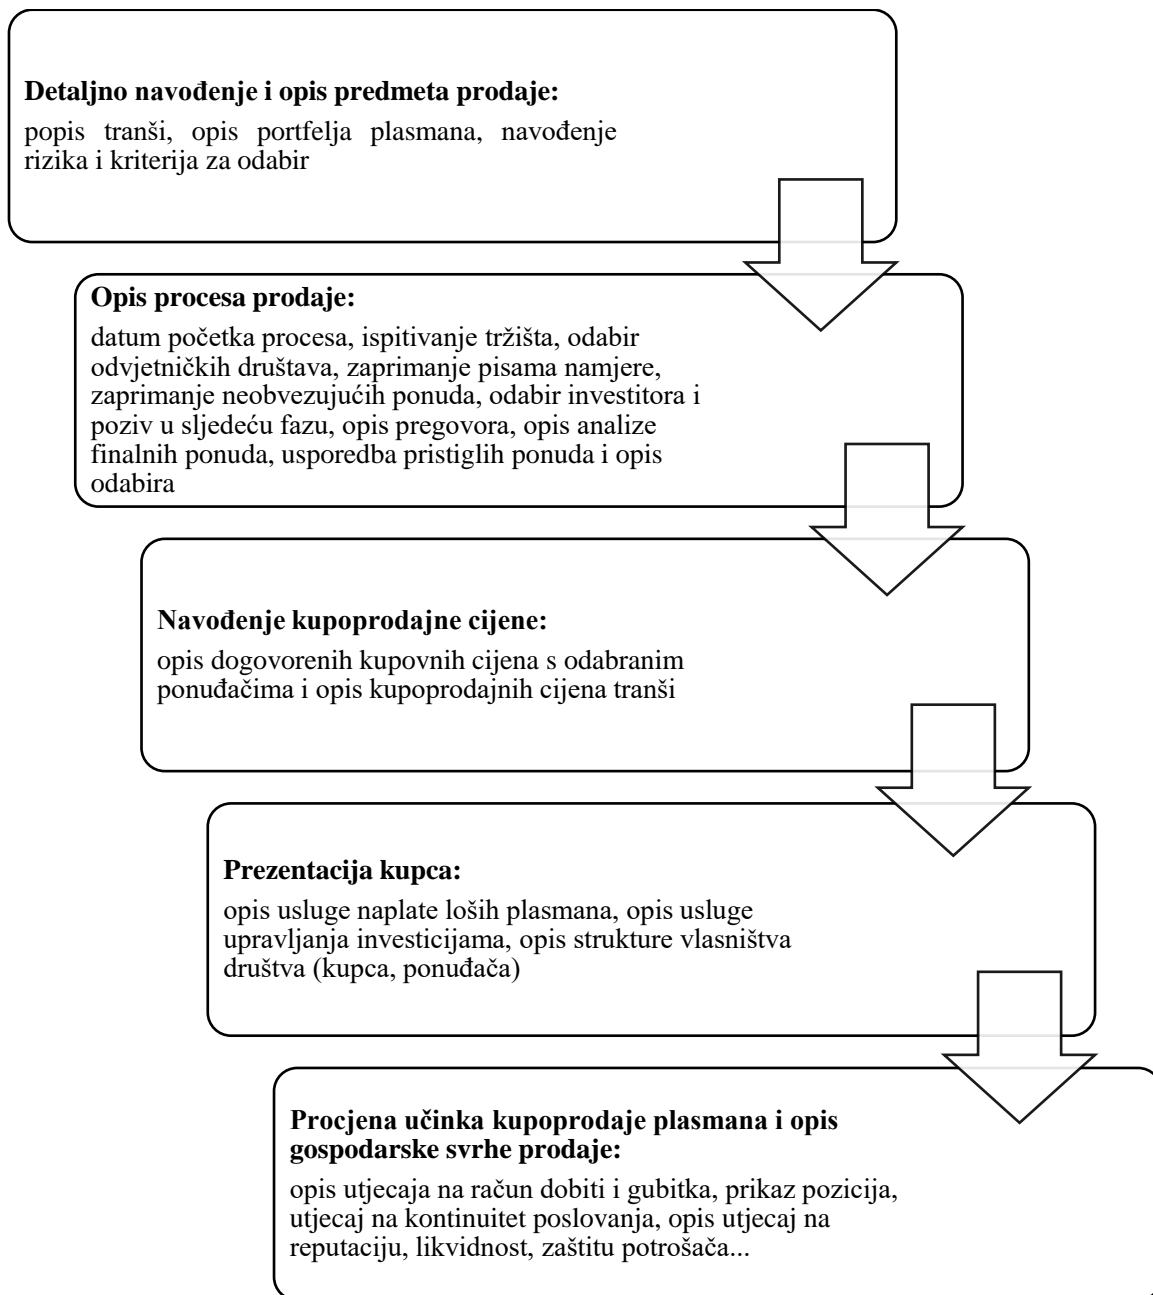 Detaljno navođenje i opis predmeta prodaje:
popis tranši, opis portfelja plasmana, navođenje
rizika i kriterija za odabir
Opis procesa prodaje:
datum početka procesa, ispitivanje tržišta, odabir
odvjetničkih društava, zaprimanje pisama namjere,
zaprimanje neobvezujućih ponuda, odabir investitora i
poziv u sljedeću fazu, opis pregovora, opis analize
finalnih ponuda, usporedba pristiglih ponuda i opis
odabira
Navođenje kupoprodajne cijene:
opis dogovorenih kupovnih cijena s odabranim
ponuđačima i opis kupoprodajnih cijena tranši
Prezentacija kupca:
opis usluge naplate loših plasmana, opis usluge
upravljanja investicijama, opis strukture vlasništva
društva (kupca, ponuđača)
Procjena učinka kupoprodaje plasmana i opis
gospodarske svrhe prodaje:
opis utjecaja na račun dobiti i gubitka, prikaz pozicija,
utjecaj na kontinuitet poslovanja, opis utjecaj na
reputaciju, likvidnost, zaštitu potrošača...